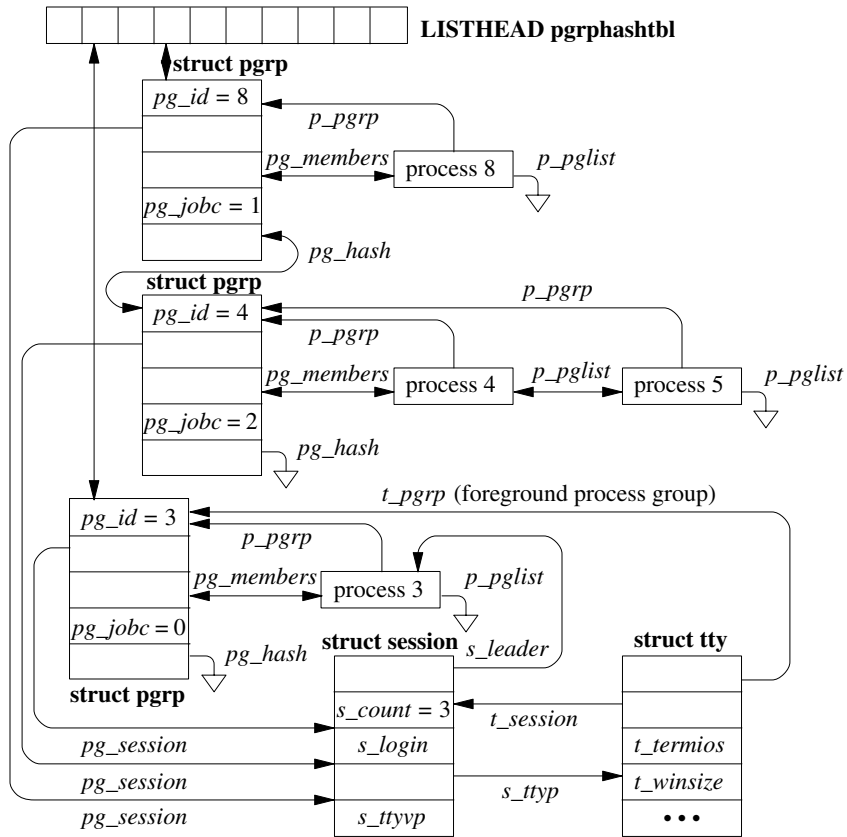 LISTHEAD pgrphashtbl
struct pgrp
pg_id = 8
p_pgrp
pg_members
process 8
p_pglist
pg_jobc = 1
pg_hash
struct pgrp
p_pgrp
pg_id = 4
p_pgrp
pg_members
process 4
p_pglist
process 5
p_pglist
pg_jobc = 2
pg_hash
t_pgrp (foreground process group)
pg_id = 3
p_pgrp
pg_members
process 3
p_pglist
pg_jobc = 0
pg_hash
struct session
s_leader
struct tty
struct pgrp
s_count = 3
t_session
pg_session
s_login
t_termios
pg_session
s_ttyp
t_winsize
pg_session
s_ttyvp
•••